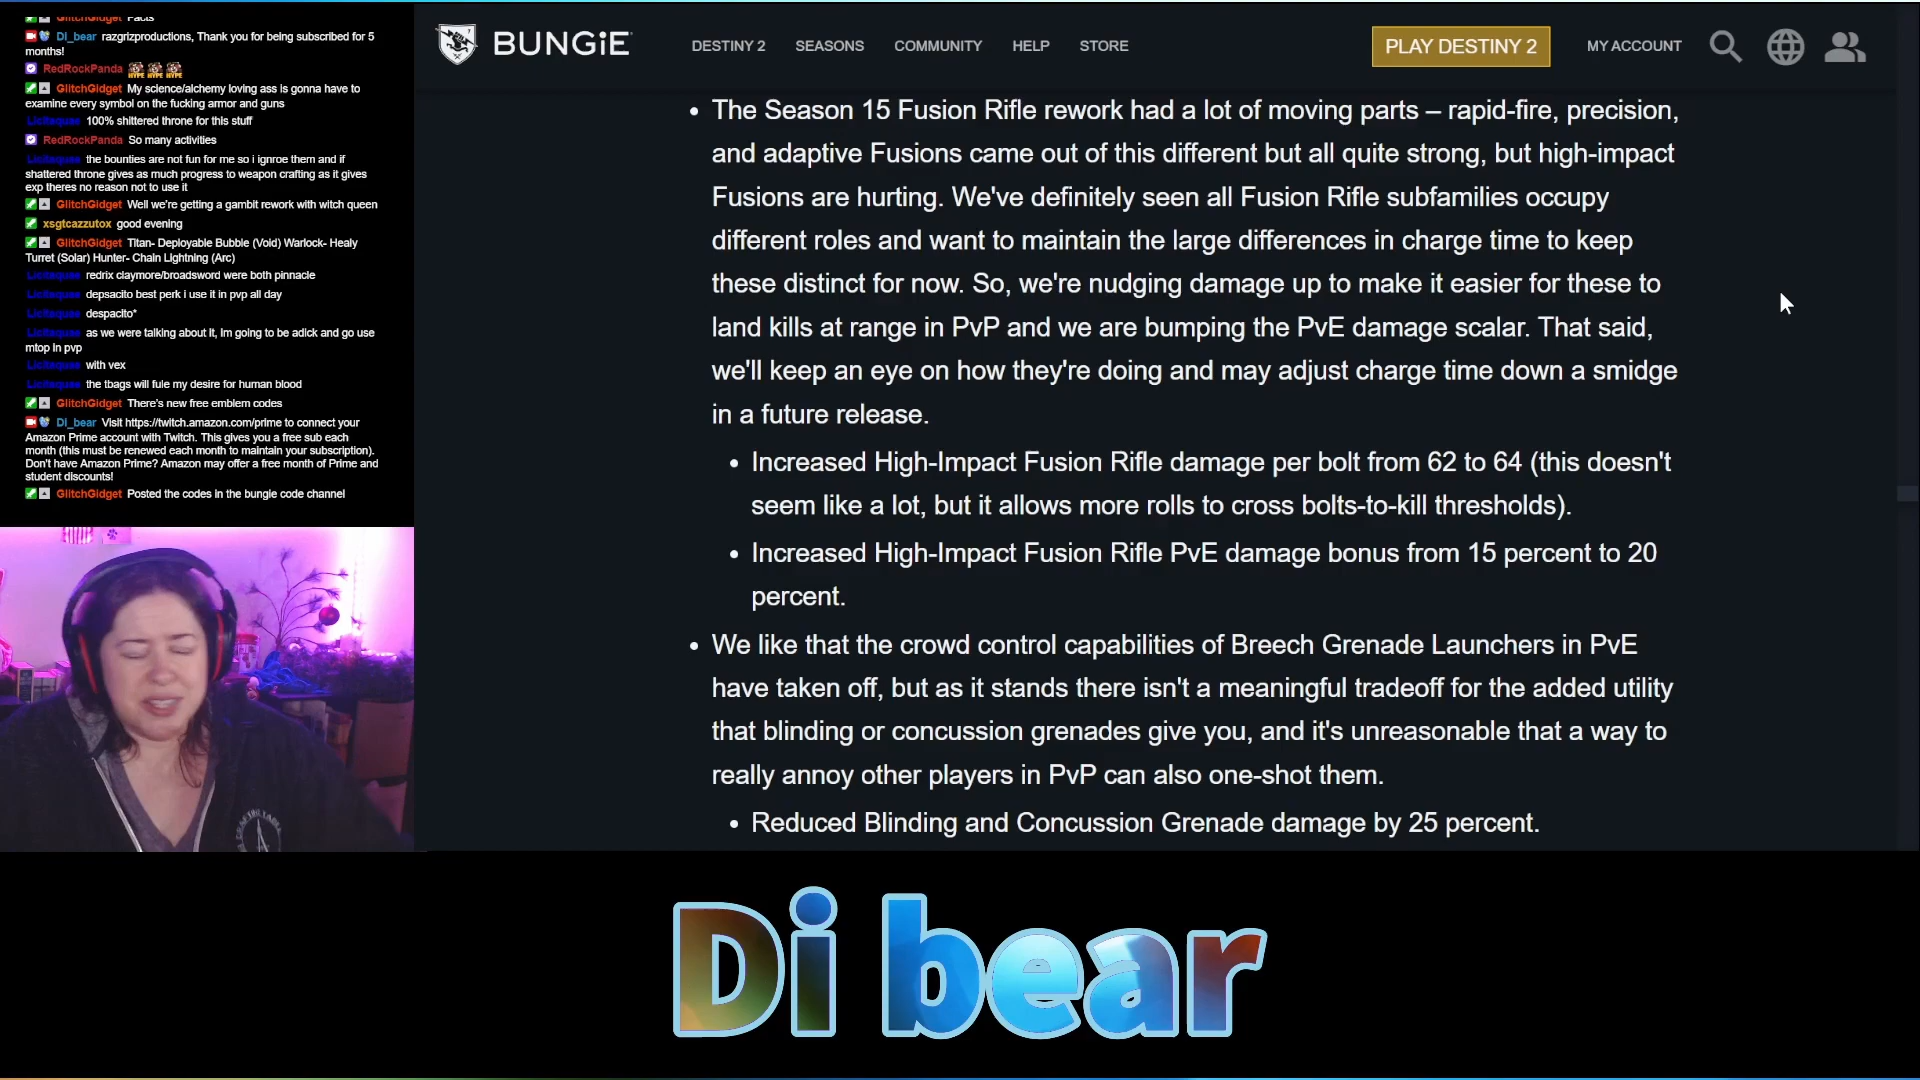 GlitchGidget Facts
Di_bear razgrizproductions, Thank you for being subscribed for 5
months!
RedRockPanda HYPE HYPE HYPE
GlitchGidget My science/alchemy loving ass is gonna have to
examine every symbol on the fucking armor and guns
100% shittered throne for this stuff
RedRockPanda So many activities
the bounties are not fun for me so i ignroe them and if
shattered throne gives as much progress to weapon crafting as it gives
exp theres no reason not to use it
GlitchGidget Well we're getting a gambit rework with witch queen
xsgtcazzutox good evening
GlitchGidget Titan- Deployable Bubble (Void) Warlock- Healy
Turret (Solar) Hunter- Chain Lightning (Arc)
redrix claymore/broadsword were both pinnacle
depsacito best perk i use it in pvp all day
despacito*
as we were talking about it, Im going to be adick and go use
mtop in pvp
with vex
the tbags will fule my desire for human blood
GlitchGidget There's new free emblem codes
Di_bear Visit https://twitch.amazon.com/prime to connect your
Amazon Prime account with Twitch. This gives you a free sub each
month (this must be renewed each month to maintain your subscription).
Don't have Amazon Prime? Amazon may offer a free month of Prime and
student discounts!
GlitchGidget Posted the codes in the bungie code channel
BUNGiE
DESTINY 2 SEASONS COMMUNITY HELP STORE
PLAY DESTINY 2
MY ACCOUNT
• The Season 15 Fusion Rifle rework had a lot of moving parts – rapid-fire, precision,
and adaptive Fusions came out of this different but all quite strong, but high-impact
Fusions are hurting. We've definitely seen all Fusion Rifle subfamilies occupy
different roles and want to maintain the large differences in charge time to keep
these distinct for now. So, we're nudging damage up to make it easier for these to
land kills at range in PvP and we are bumping the PvE damage scalar. That said,
we'll keep an eye on how they're doing and may adjust charge time down a smidge
in a future release.
• Increased High-Impact Fusion Rifle damage per bolt from 62 to 64 (this doesn't
seem like a lot, but it allows more rolls to cross bolts-to-kill thresholds).
• Increased High-Impact Fusion Rifle PvE damage bonus from 15 percent to 20
percent.
• We like that the crowd control capabilities of Breech Grenade Launchers in PvE
have taken off, but as it stands there isn't a meaningful tradeoff for the added utility
that blinding or concussion grenades give you, and it's unreasonable that a way to
really annoy other players in PvP can also one-shot them.
• Reduced Blinding and Concussion Grenade damage by 25 percent.
Di bear